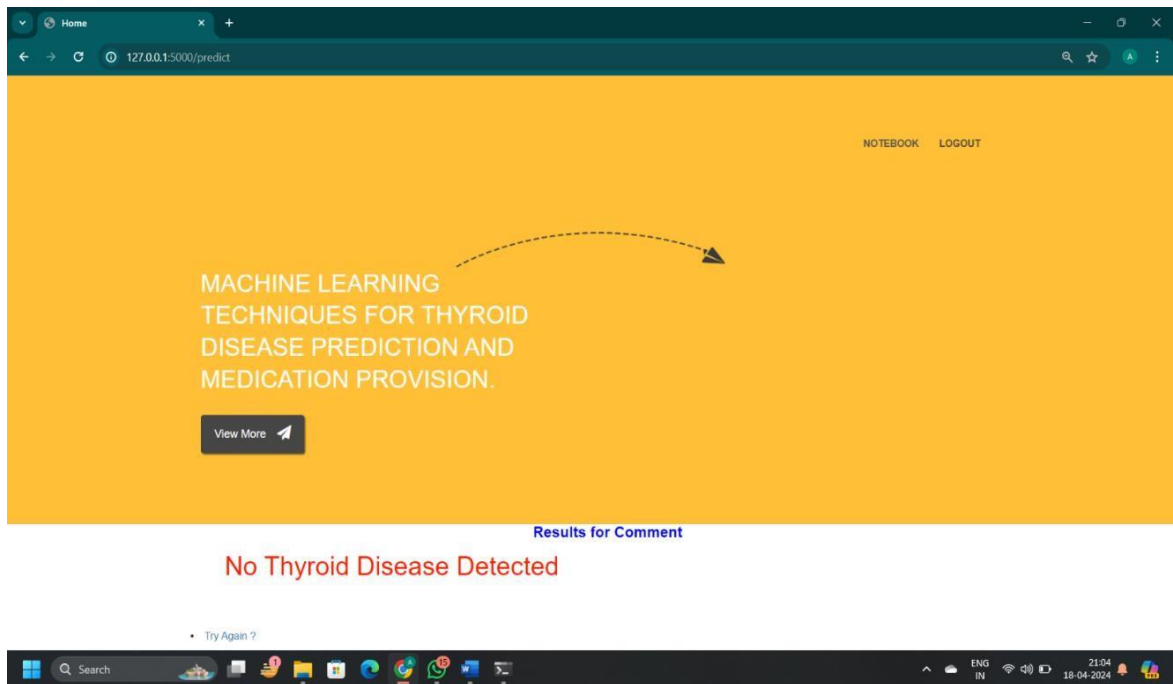 Home
127.0.0.1:5000/predict
A
NOTEBOOK LOGOUT
MACHINE LEARNING
TECHNIQUES FOR THYROID
DISEASE PREDICTION AND
MEDICATION PROVISION.
View More
Results for Comment
No Thyroid Disease Detected
Try Again ?
Search
1
15
ENG
IN
21:04
18-04-2024